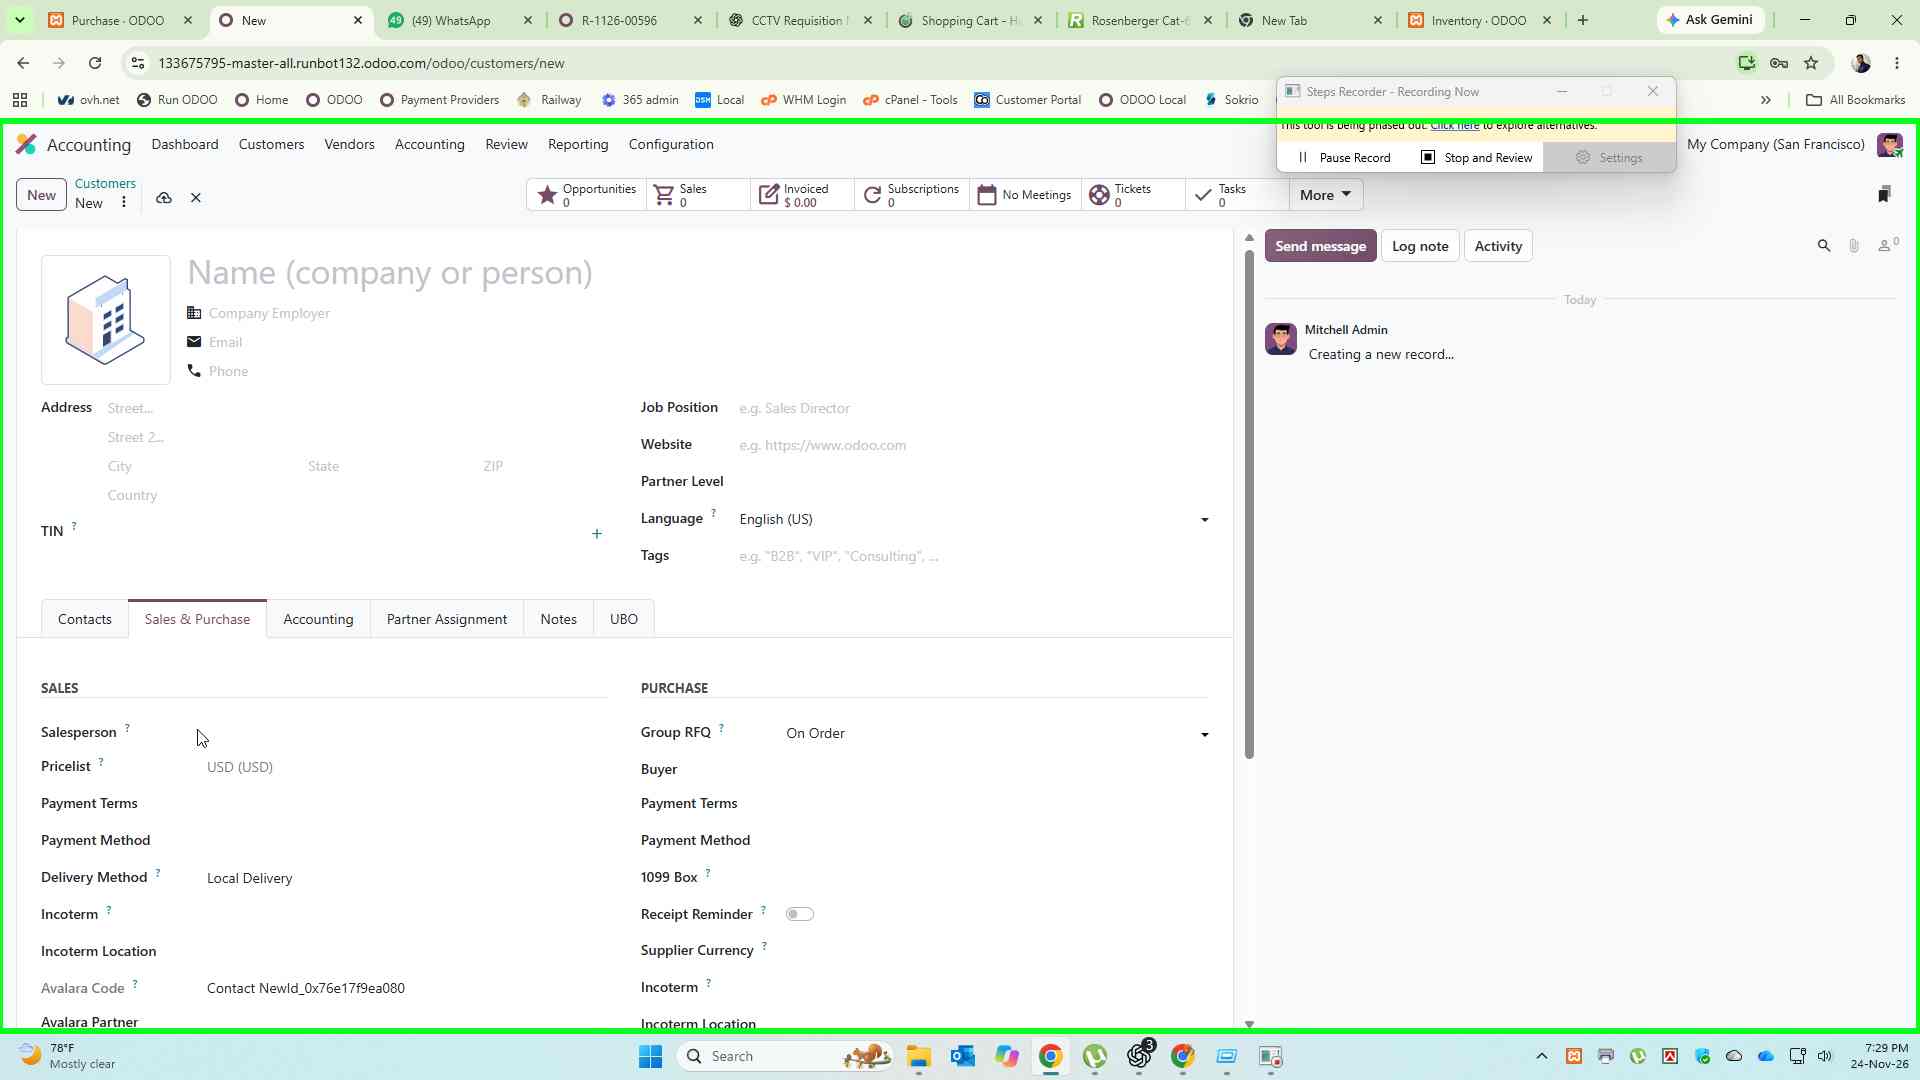 Purchase · ODOO
New
(49) WhatsApp
R-1126-00596
CCTV Requisition
Shopping Cart - H
Rosenberger Cat-6
New Tab
Inventory · ODOO
Ask Gemini
133675795-master-all.runbot132.odoo.com/odoo/customers/new
ovh.net
Run ODOO
Home
ODOO
Payment Providers
Railway
365 admin
Local
WHM Login
cPanel - Tools
Customer Portal
ODOO Local
Sokrio
»
All Bookmarks
Steps Recorder - Recording Now
This tool is being phased out. Click here to explore alternatives.
Pause Record
Stop and Review
Settings
Accounting
Dashboard
Customers
Vendors
Accounting
Review
Reporting
Configuration
My Company (San Francisco)
New
Customers
New
Opportunities
0
Sales
0
Invoiced
$ 0.00
Subscriptions
0
No Meetings
Tickets
0
Tasks
0
More
Name (company or person)
Company Employer
Email
Phone
Address
Street...
Street 2...
City
State
ZIP
Country
TIN ?
Job Position
e.g. Sales Director
Website
e.g. https://www.odoo.com
Partner Level
Language ?
English (US)
Tags
e.g. "B2B", "VIP", "Consulting", ...
Send message
Log note
Activity
0
Today
Mitchell Admin
Creating a new record...
Contacts
Sales & Purchase
Accounting
Partner Assignment
Notes
UBO
SALES
Salesperson ?
Pricelist ?
USD (USD)
Payment Terms
Payment Method
Delivery Method ?
Local Delivery
Incoterm ?
Incoterm Location
Avalara Code ?
Contact NewId_0x76e17f9ea080
Avalara Partner
PURCHASE
Group RFQ ?
On Order
Buyer
Payment Terms
Payment Method
1099 Box ?
Receipt Reminder ?
Supplier Currency ?
Incoterm ?
Incoterm Location
78°F
Mostly clear
Search
3
7:29 PM
24-Nov-26